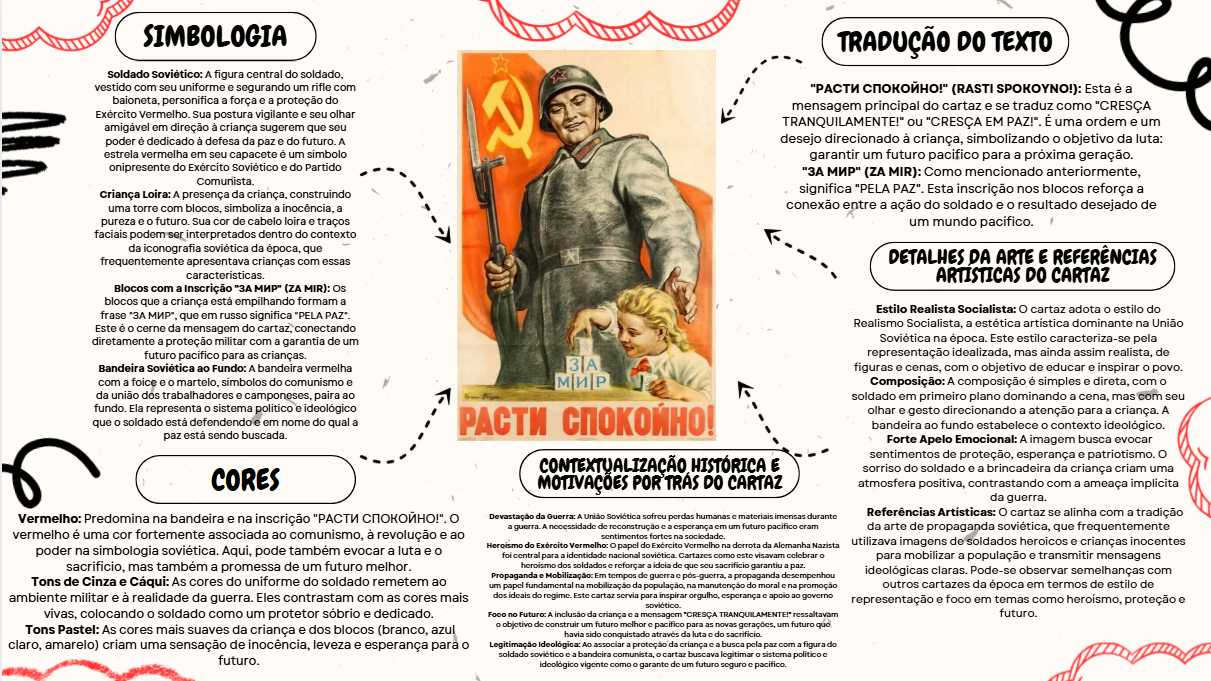 SIMBOLOGIA
Soldado Soviético: A figura central do soldado,
vestido com seu uniforme e segurando um rifle com
baioneta, personifica a força e a proteção do
Exército Vermelho. Sua postura vigilante e seu olhar
amigável em direção à criança sugerem que seu
poder é dedicado à defesa da paz e do futuro. A
estrela vermelha em seu capacete é um símbolo
onipresente do Exército Soviético e do Partido
Comunista.
Criança Loira: A presença da criança, construindo
uma torre com blocos, simboliza a inocência, a
pureza e o futuro. Sua cor de cabelo loira e traços
faciais podem ser interpretados dentro do contexto
da iconografia soviética da época, que
frequentemente apresentava crianças com essas
características.
Blocos com a Inscrição "ЗА МИР" (ZA MIR): Os
blocos que a criança está empilhando formam a
frase "ЗА МИР", que em russo significa "PELA PAZ".
Este é o cerne da mensagem do cartaz, conectando
diretamente a proteção militar com a garantia de um
futuro pacífico para as crianças.
Bandeira Soviética ao Fundo: A bandeira vermelha
com a foice e o martelo, símbolos do comunismo e
da união dos trabalhadores e camponeses, paira ao
fundo. Ela representa o sistema político e ideológico
que o soldado está defendendo e em nome do qual a
paz está sendo buscada.
CORES
Vermelho: Predomina na bandeira e na inscrição "РАСТИ СПОКОЙНО!". O
vermelho é uma cor fortemente associada ao comunismo, à revolução e ao
poder na simbologia soviética. Aqui, pode também evocar a luta e o
sacrifício, mas também a promessa de um futuro melhor.
Tons de Cinza e Cáqui: As cores do uniforme do soldado remetem ao
ambiente militar e à realidade da guerra. Eles contrastam com as cores mais
vivas, colocando o soldado como um protetor sóbrio e dedicado.
Tons Pastel: As cores mais suaves da criança e dos blocos (branco, azul
claro, amarelo) criam uma sensação de inocência, leveza e esperança para o
futuro.
ЗА
МИР
РАСТИ СПОКОЙНО!
CONTEXTUALIZAÇÃO HISTÓRICA E
MOTIVAÇÕES POR TRÁS DO CARTAZ
Devastação da Guerra: A União Soviética sofreu perdas humanas e materiais imensas durante
a guerra. A necessidade de reconstrução e a esperança em um futuro pacífico eram
sentimentos fortes na sociedade.
Heroísmo do Exército Vermelho: O papel do Exército Vermelho na derrota da Alemanha Nazista
foi central para a identidade nacional soviética. Cartazes como este visavam celebrar o
heroísmo dos soldados e reforçar a ideia de que seu sacrifício garantiu a paz.
Propaganda e Mobilização: Em tempos de guerra e pós-guerra, a propaganda desempenhou
um papel fundamental na mobilização da população, na manutenção do moral e na promoção
dos ideais do regime. Este cartaz servia para inspirar orgulho, esperança e apoio ao governo
soviético.
Foco no Futuro: A inclusão da criança e a mensagem "CRESÇA TRANQUILAMENTE!" ressaltavam
o objetivo de construir um futuro melhor e pacífico para as novas gerações, um futuro que
havia sido conquistado através da luta e do sacrifício.
Legitimação Ideológica: Ao associar a proteção da criança e a busca pela paz com a figura do
soldado soviético e a bandeira comunista, o cartaz buscava legitimar o sistema político e
ideológico vigente como o garante de um futuro seguro e pacífico.
TRADUÇÃO DO TEXTO
"РАСТИ СПОКОЙНО!" (RASTI SPOKOYNO!): Esta é a
mensagem principal do cartaz e se traduz como "CRESÇA
TRANQUILAMENTE!" ou "CRESÇA EM PAZ!". É uma ordem e um
desejo direcionado à criança, simbolizando o objetivo da luta:
garantir um futuro pacífico para a próxima geração.
"ЗА МИР" (ZA MIR): Como mencionado anteriormente,
significa "PELA PAZ". Esta inscrição nos blocos reforça a
conexão entre a ação do soldado e o resultado desejado de
um mundo pacífico.
DETALHES DA ARTE E REFERÊNCIAS
ARTISTICAS DO CARTAZ
Estilo Realista Socialista: O cartaz adota o estilo do
Realismo Socialista, a estética artística dominante na União
Soviética na época. Este estilo caracteriza-se pela
representação idealizada, mas ainda assim realista, de
figuras e cenas, com o objetivo de educar e inspirar o povo.
Composição: A composição é simples e direta, com o
soldado em primeiro plano dominando a cena, mas com seu
olhar e gesto direcionando a atenção para a criança. A
bandeira ao fundo estabelece o contexto ideológico.
Forte Apelo Emocional: A imagem busca evocar
sentimentos de proteção, esperança e patriotismo. O
sorriso do soldado e a brincadeira da criança criam uma
atmosfera positiva, contrastando com a ameaça implícita
da guerra.
Referências Artísticas: O cartaz se alinha com a tradição
da arte de propaganda soviética, que frequentemente
utilizava imagens de soldados heroicos e crianças inocentes
para mobilizar a população e transmitir mensagens
ideológicas claras. Pode-se observar semelhanças com
outros cartazes da época em termos de estilo de
representação e foco em temas como heroísmo, proteção e
futuro.